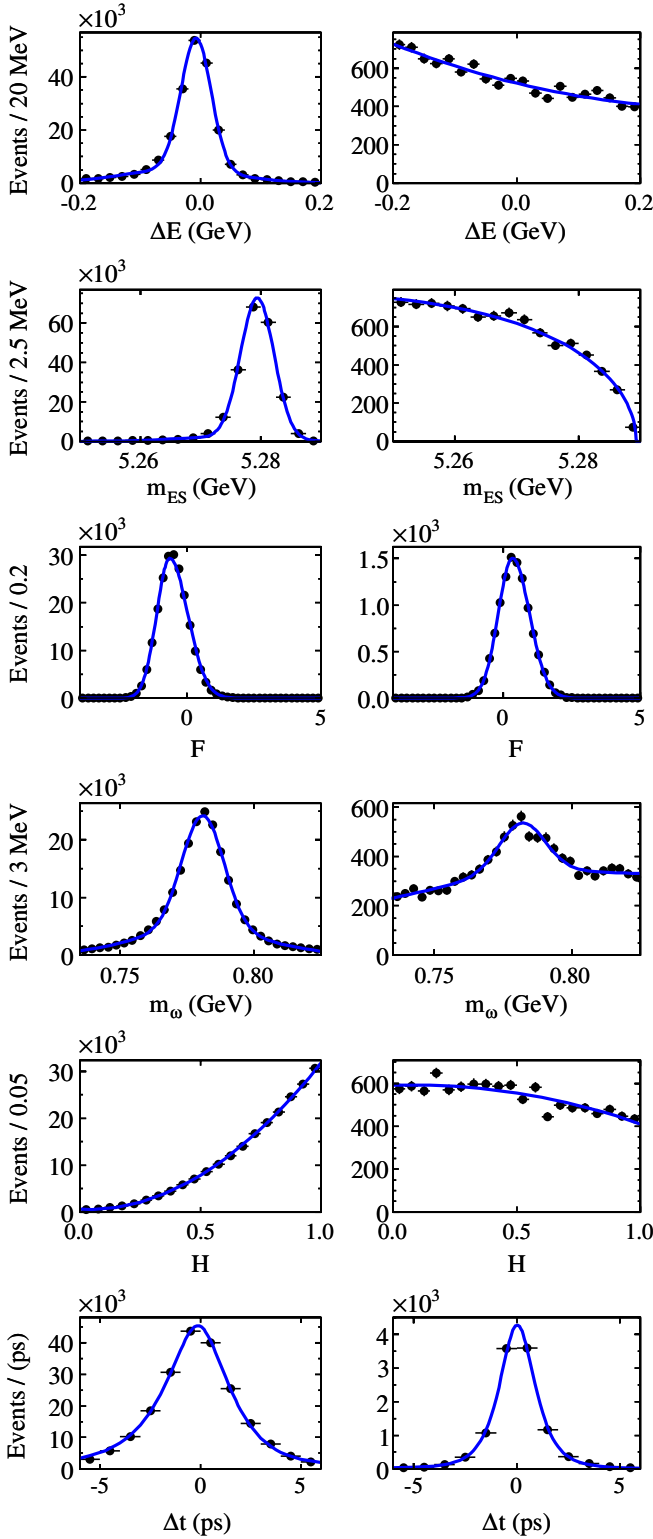 ×10³
Events / 20 MeV
40
20
0
-0.2 0.0 0.2
ΔE (GeV)
600
400
200
0
-0.2 0.0 0.2
ΔE (GeV)
×10³
Events / 2.5 MeV
60
40
20
0
5.26 5.28
m_ES (GeV)
600
400
200
0
5.26 5.28
m_ES (GeV)
×10³
Events / 0.2
30
20
10
0
0 5
F
×10³
1.5
1.0
0.5
0.0
0 5
F
×10³
Events / 3 MeV
20
10
0
0.75 0.80
m_ω (GeV)
600
400
200
0
0.75 0.80
m_ω (GeV)
×10³
Events / 0.05
30
20
10
0
0.0 0.5 1.0
H
600
400
200
0
0.0 0.5 1.0
H
×10³
Events / (ps)
40
30
20
10
0
-5 0 5
Δt (ps)
×10³
4
3
2
1
0
-5 0 5
Δt (ps)